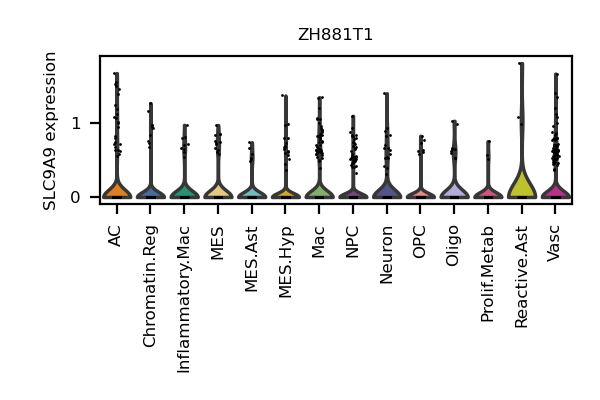 ZH881T1
SLC9A9 expression
1
0
AC
Chromatin.Reg
Inflammatory.Mac
MES
MES.Ast
MES.Hyp
Mac
NPC
Neuron
OPC
Oligo
Prolif.Metab
Reactive.Ast
Vasc